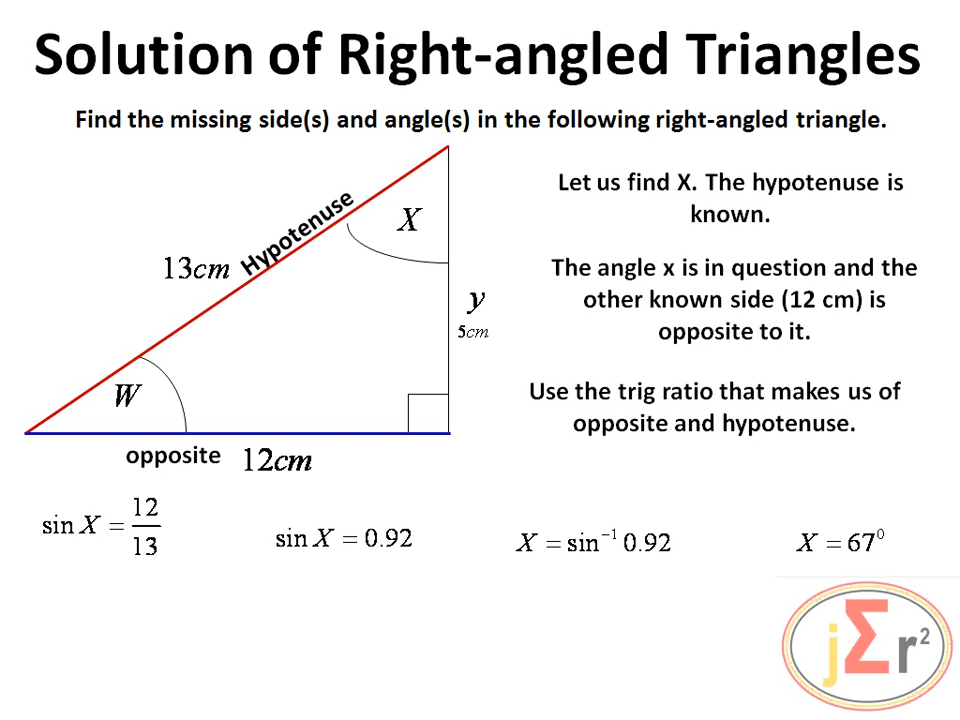 Solution of Right-angled Triangles
Find the missing side(s) and angle(s) in the following right-angled triangle.
Let us find X. The hypotenuse is
known.
The angle x is in question and the
other known side (12 cm) is
opposite to it.
Use the trig ratio that makes us of
opposite and hypotenuse.
Hypotenuse
X
13cm
y
5cm
W
opposite 12cm
sin X = 12/13
sin X = 0.92
X = sin⁻¹ 0.92
X = 67⁰
jΣr²